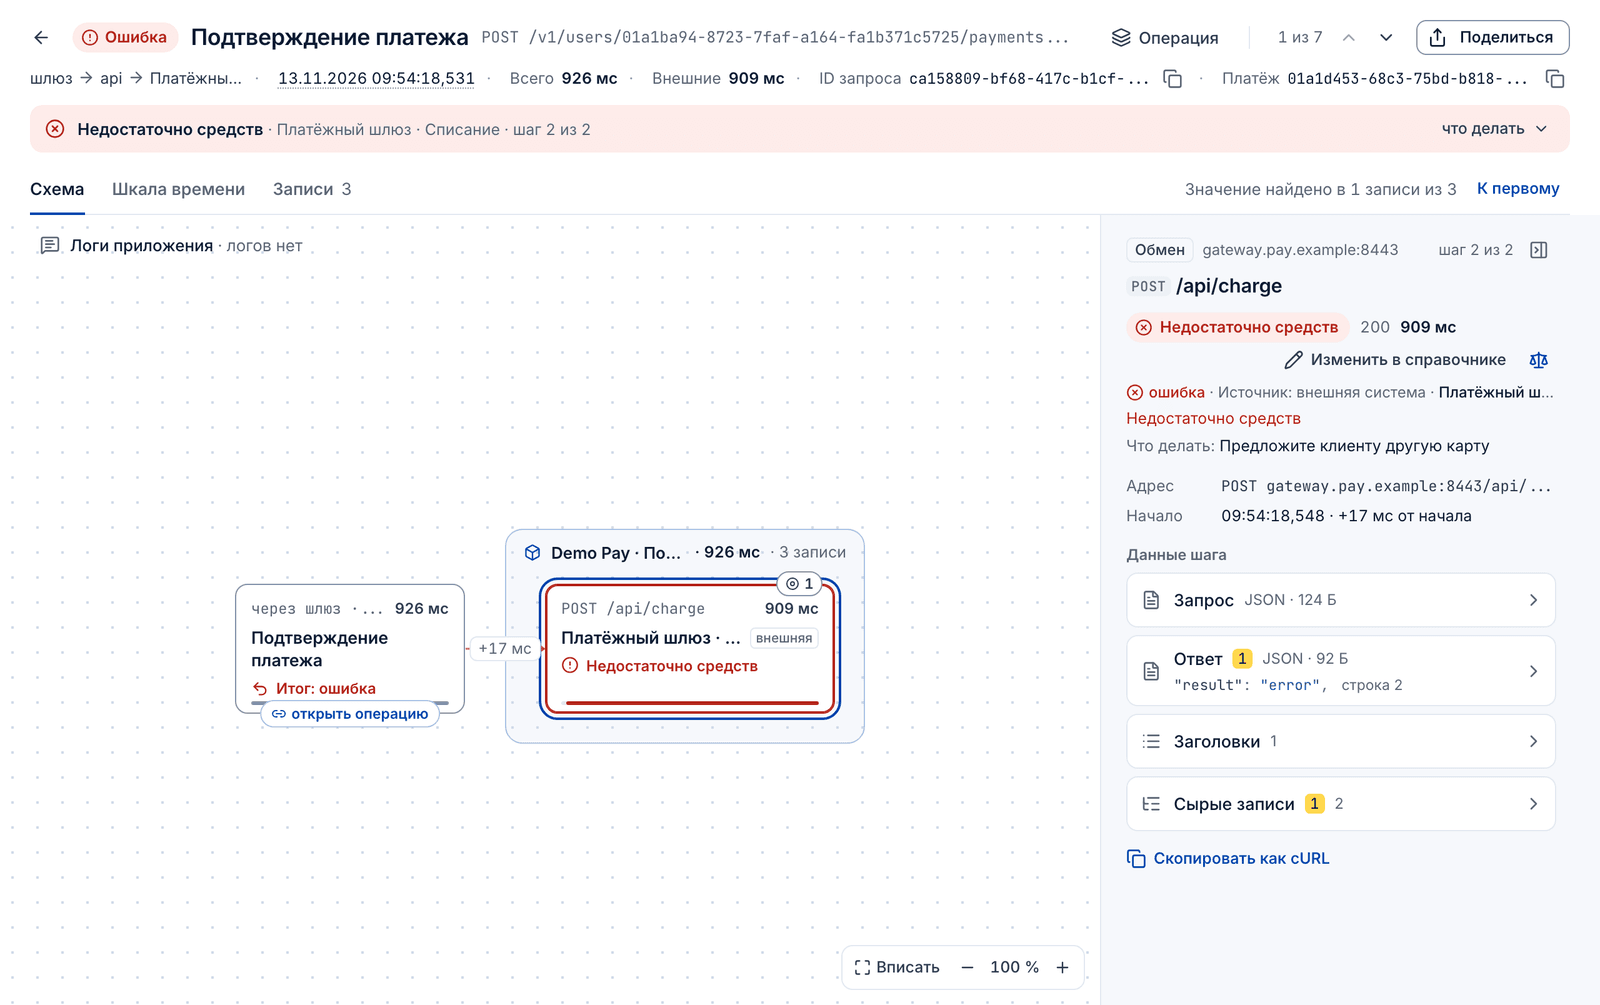 Ошибка Подтверждение платежа POST /v1/users/01a1ba94-8723-7faf-a164-fa1b371c5725/payments... Операция 1 из 7 Поделиться
шлюз → api → Платёжны... · 13.11.2026 09:54:18,531 · Всего 926 мс · Внешние 909 мс · ID запроса ca158809-bf68-417c-b1cf-... · Платёж 01a1d453-68c3-75bd-b818-...
Недостаточно средств · Платёжный шлюз · Списание · шаг 2 из 2 что делать
Схема Шкала времени Записи 3 Значение найдено в 1 записи из 3 К первому
Логи приложения · логов нет
Demo Pay · По... · 926 мс · 3 записи
1
через шлюз · ... 926 мс
Подтверждение
платежа
Итог: ошибка
открыть операцию
+17 мс
POST /api/charge 909 мс
Платёжный шлюз · ... внешняя
Недостаточно средств
Вписать − 100 % +
Обмен gateway.pay.example:8443 шаг 2 из 2
POST /api/charge
Недостаточно средств 200 909 мс
Изменить в справочнике
ошибка · Источник: внешняя система · Платёжный ш...
Недостаточно средств
Что делать: Предложите клиенту другую карту
Адрес POST gateway.pay.example:8443/api/...
Начало 09:54:18,548 · +17 мс от начала
Данные шага
Запрос JSON · 124 Б
Ответ 1 JSON · 92 Б
"result": "error", строка 2
Заголовки 1
Сырые записи 1 2
Скопировать как cURL